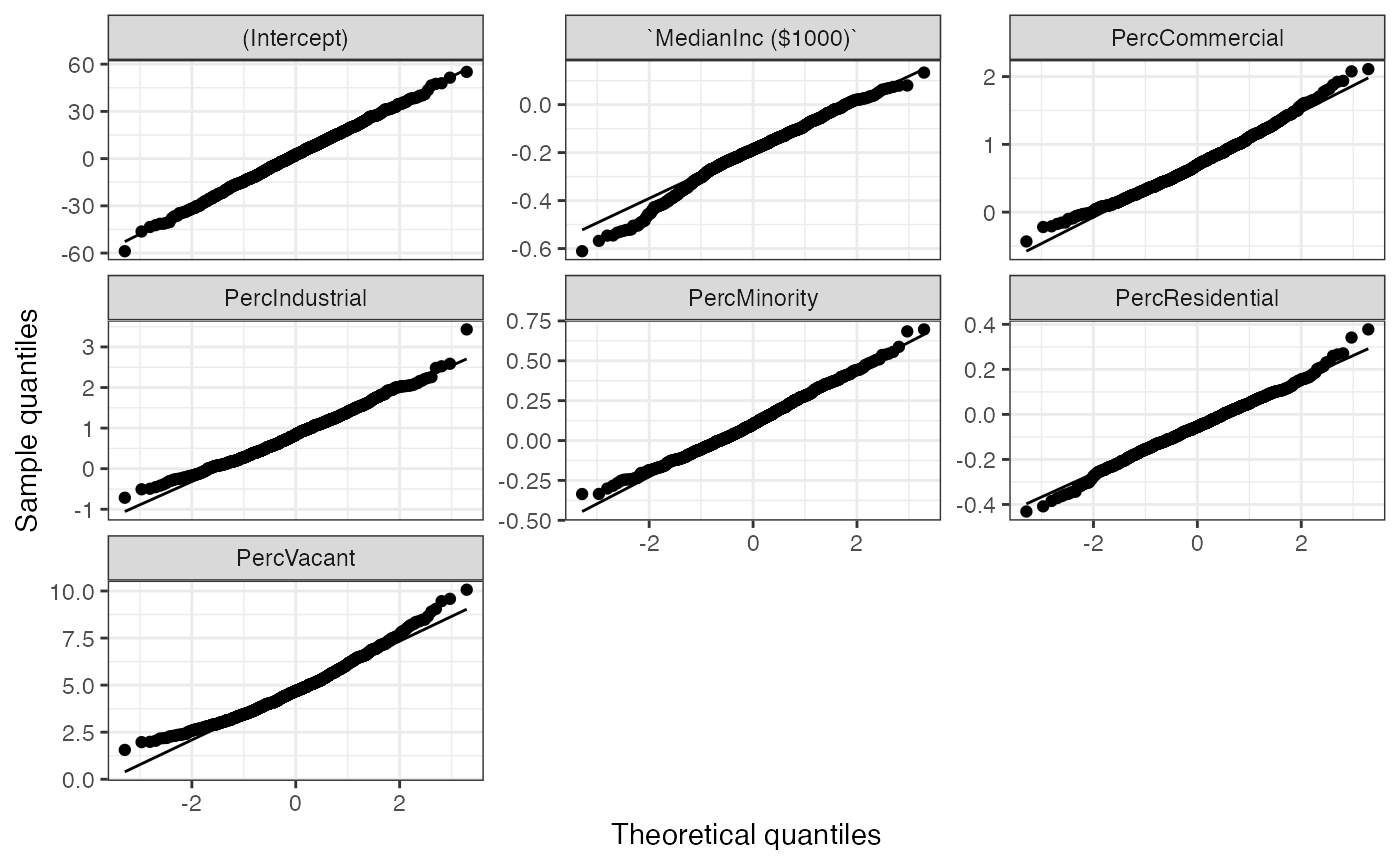 (Intercept)
`MedianInc ($1000)`
PercCommercial
60
30
0
-30
-60
0.0
-0.2
-0.4
-0.6
2
1
0
PercIndustrial
PercMinority
PercResidential
3
2
1
0
-1
0.75
0.50
0.25
0.00
-0.25
-0.50
0.4
0.2
0.0
-0.2
-0.4
-2 0 2
-2 0 2
PercVacant
10.0
7.5
5.0
2.5
0.0
-2 0 2
Sample quantiles
Theoretical quantiles